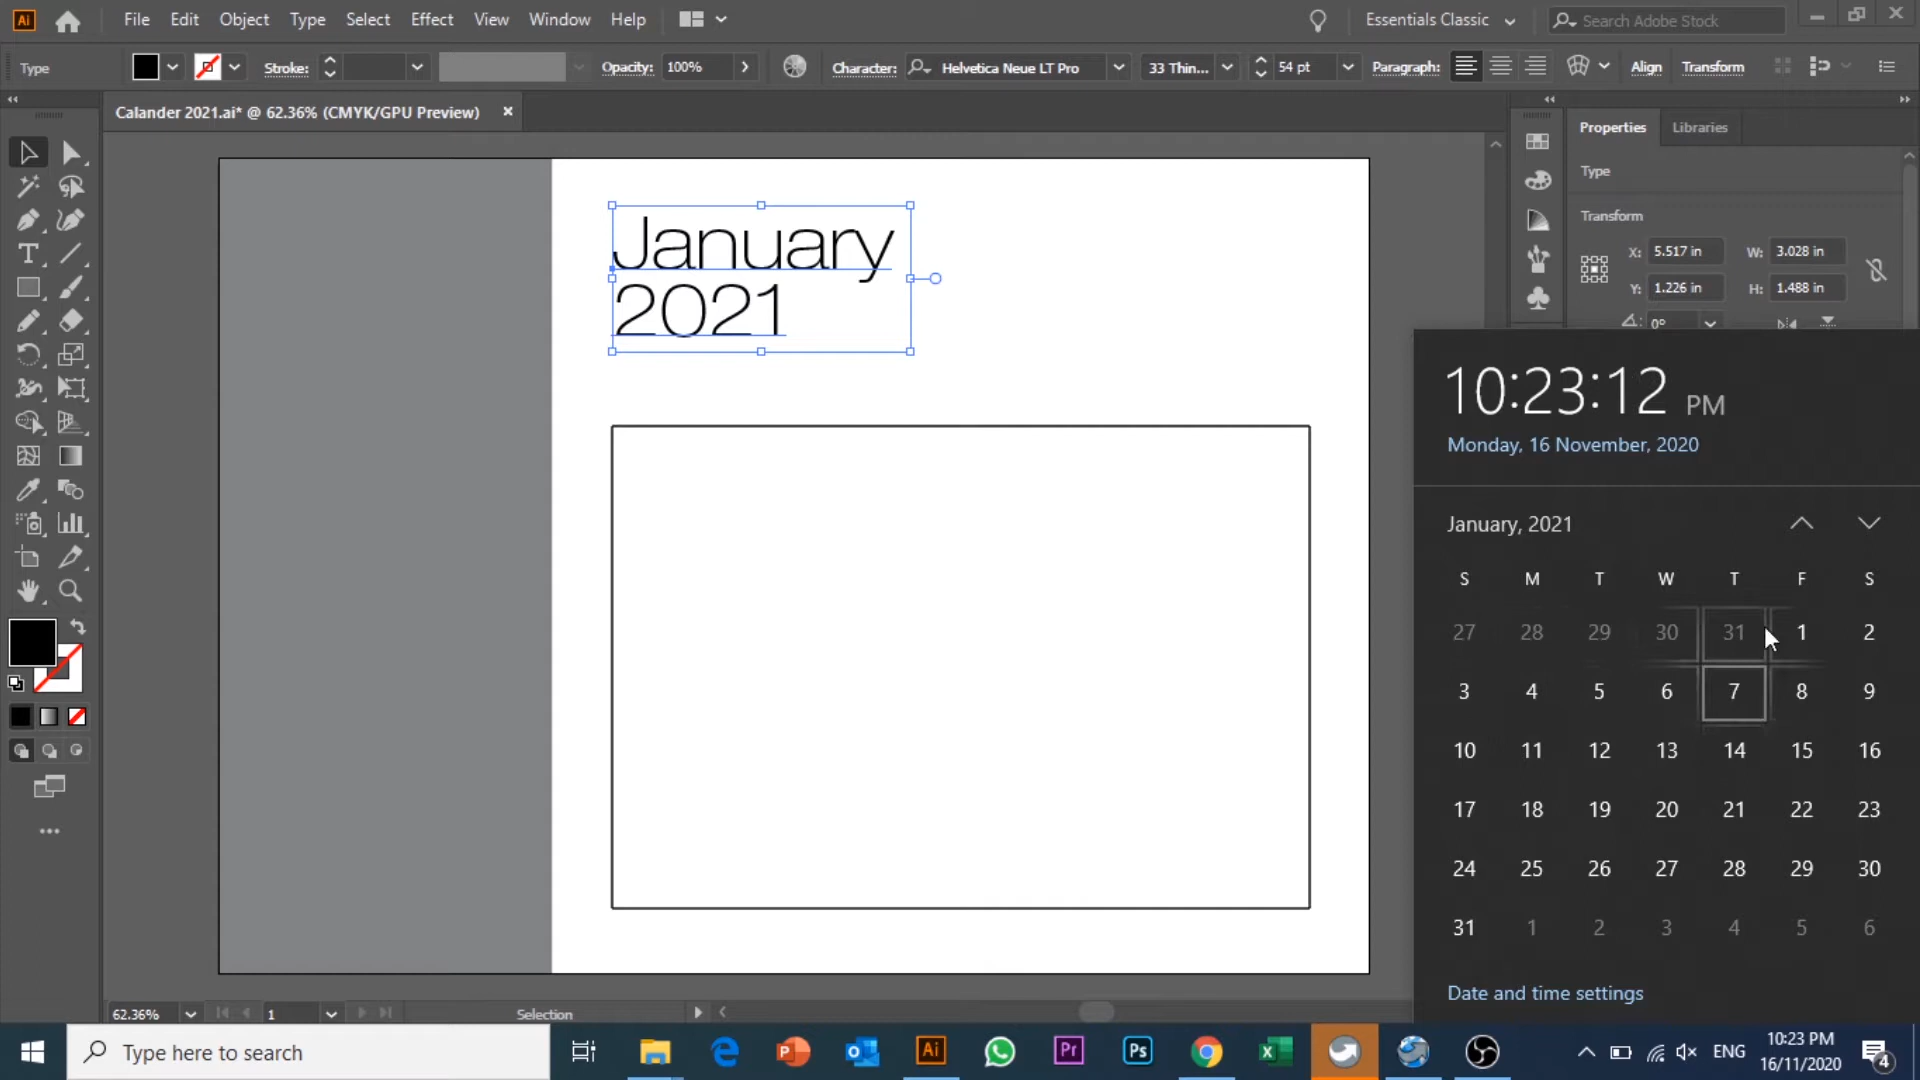 Ai File Edit Object Type Select Effect View Window Help Essentials Classic Search Adobe Stock
Type Stroke: Opacity: 100% Character: Helvetica Neue LT Pro 33 Thin... 54 pt Paragraph: Align Transform
Calander 2021.ai* @ 62.36% (CMYK/GPU Preview)
Properties Libraries
Type
Transform
X: 5.517 in W: 3.028 in
Y: 1.226 in H: 1.488 in
0°
January
2021
10:23:12 PM
Monday, 16 November, 2020
January, 2021
S M T W T F S
27 28 29 30 31 1 2
3 4 5 6 7 8 9
10 11 12 13 14 15 16
17 18 19 20 21 22 23
24 25 26 27 28 29 30
31 1 2 3 4 5 6
Date and time settings
62.36% 1 Selection
Type here to search
Ai Pr Ps
ENG
10:23 PM
16/11/2020
4